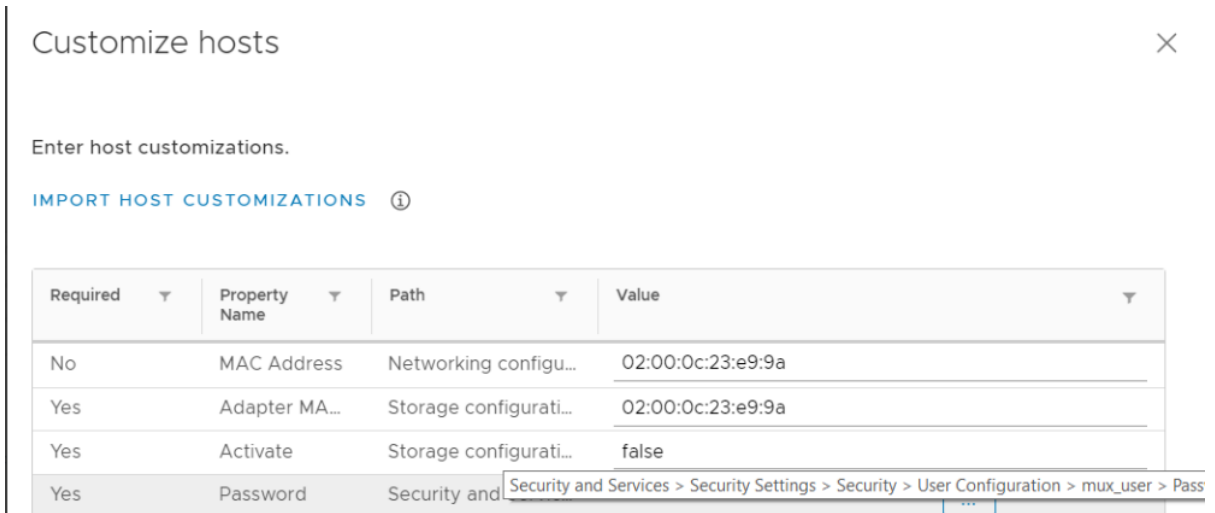 Customize hosts
Enter host customizations.
IMPORT HOST CUSTOMIZATIONS
Required Property Name Path Value
No MAC Address Networking configu... 02:00:0c:23:e9:9a
Yes Adapter MA... Storage configurati... 02:00:0c:23:e9:9a
Yes Activate Storage configurati... false
Yes Password Security and
Security and Services > Security Settings > Security > User Configuration > mux_user > Pass
...